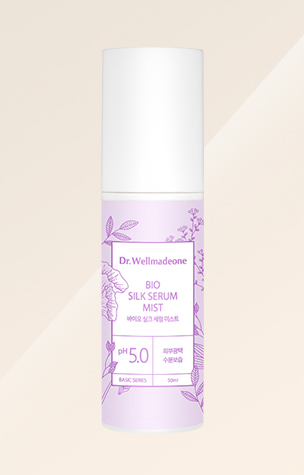 Dr.Wellmadeone
BIO
SILK SERUM
MIST
바이오 실크 세럼 미스트
pH 5.0
피부광택
수분보습
BASIC SERIES
50ml